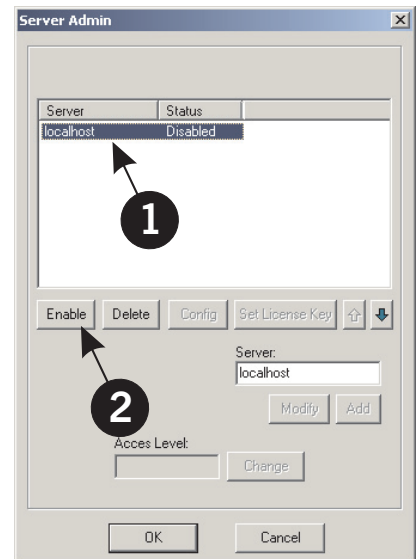 Server Admin
Server Status
localhost Disabled
1
Enable Delete Config Set License Key
Server:
localhost
2
Modify Add
Acces Level:
Change
OK Cancel